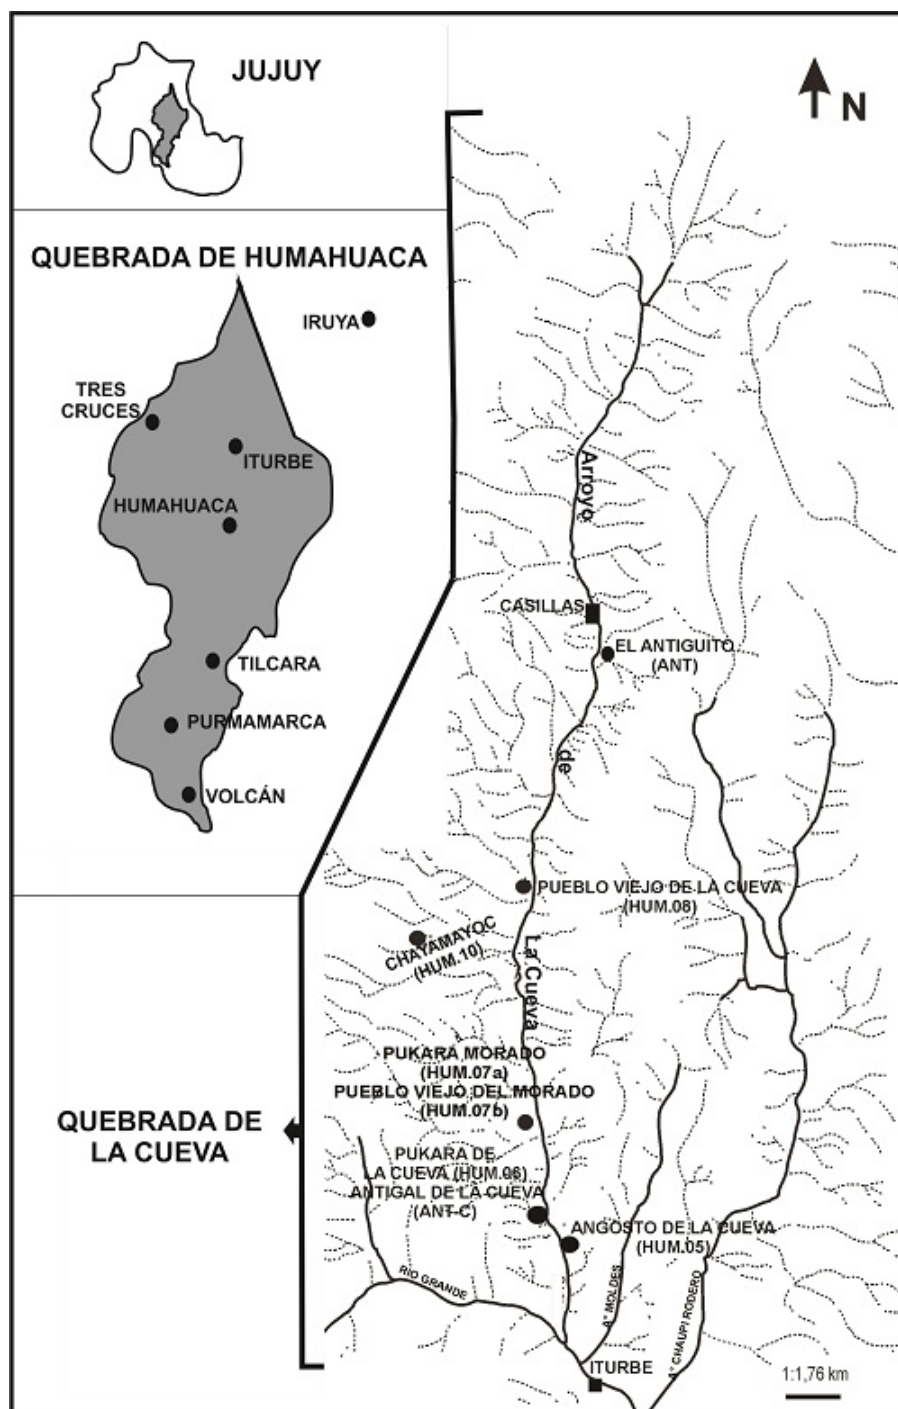 JUJUY
N
QUEBRADA DE HUMAHUACA
IRUYA
TRES
CRUCES
ITURBE
HUMAHUACA
TILCARA
PURMAMARCA
VOLCÁN
QUEBRADA DE
LA CUEVA
Arroyo
CASILLAS
EL ANTIGUITO
(ANT)
de
PUEBLO VIEJO DE LA CUEVA
(HUM.08)
CHAYAMAYOC
(HUM.10)
La Cueva
PUKARA MORADO
(HUM.07a)
PUEBLO VIEJO DEL MORADO
(HUM.07b)
PUKARA DE
LA CUEVA (HUM.06)
ANTIGAL DE LA CUEVA
(ANT-C)
ANGOSTO DE LA CUEVA
(HUM.05)
RIO GRANDE
A° MOLDES
A° CHAUPI RODERO
ITURBE
1:1,76 km